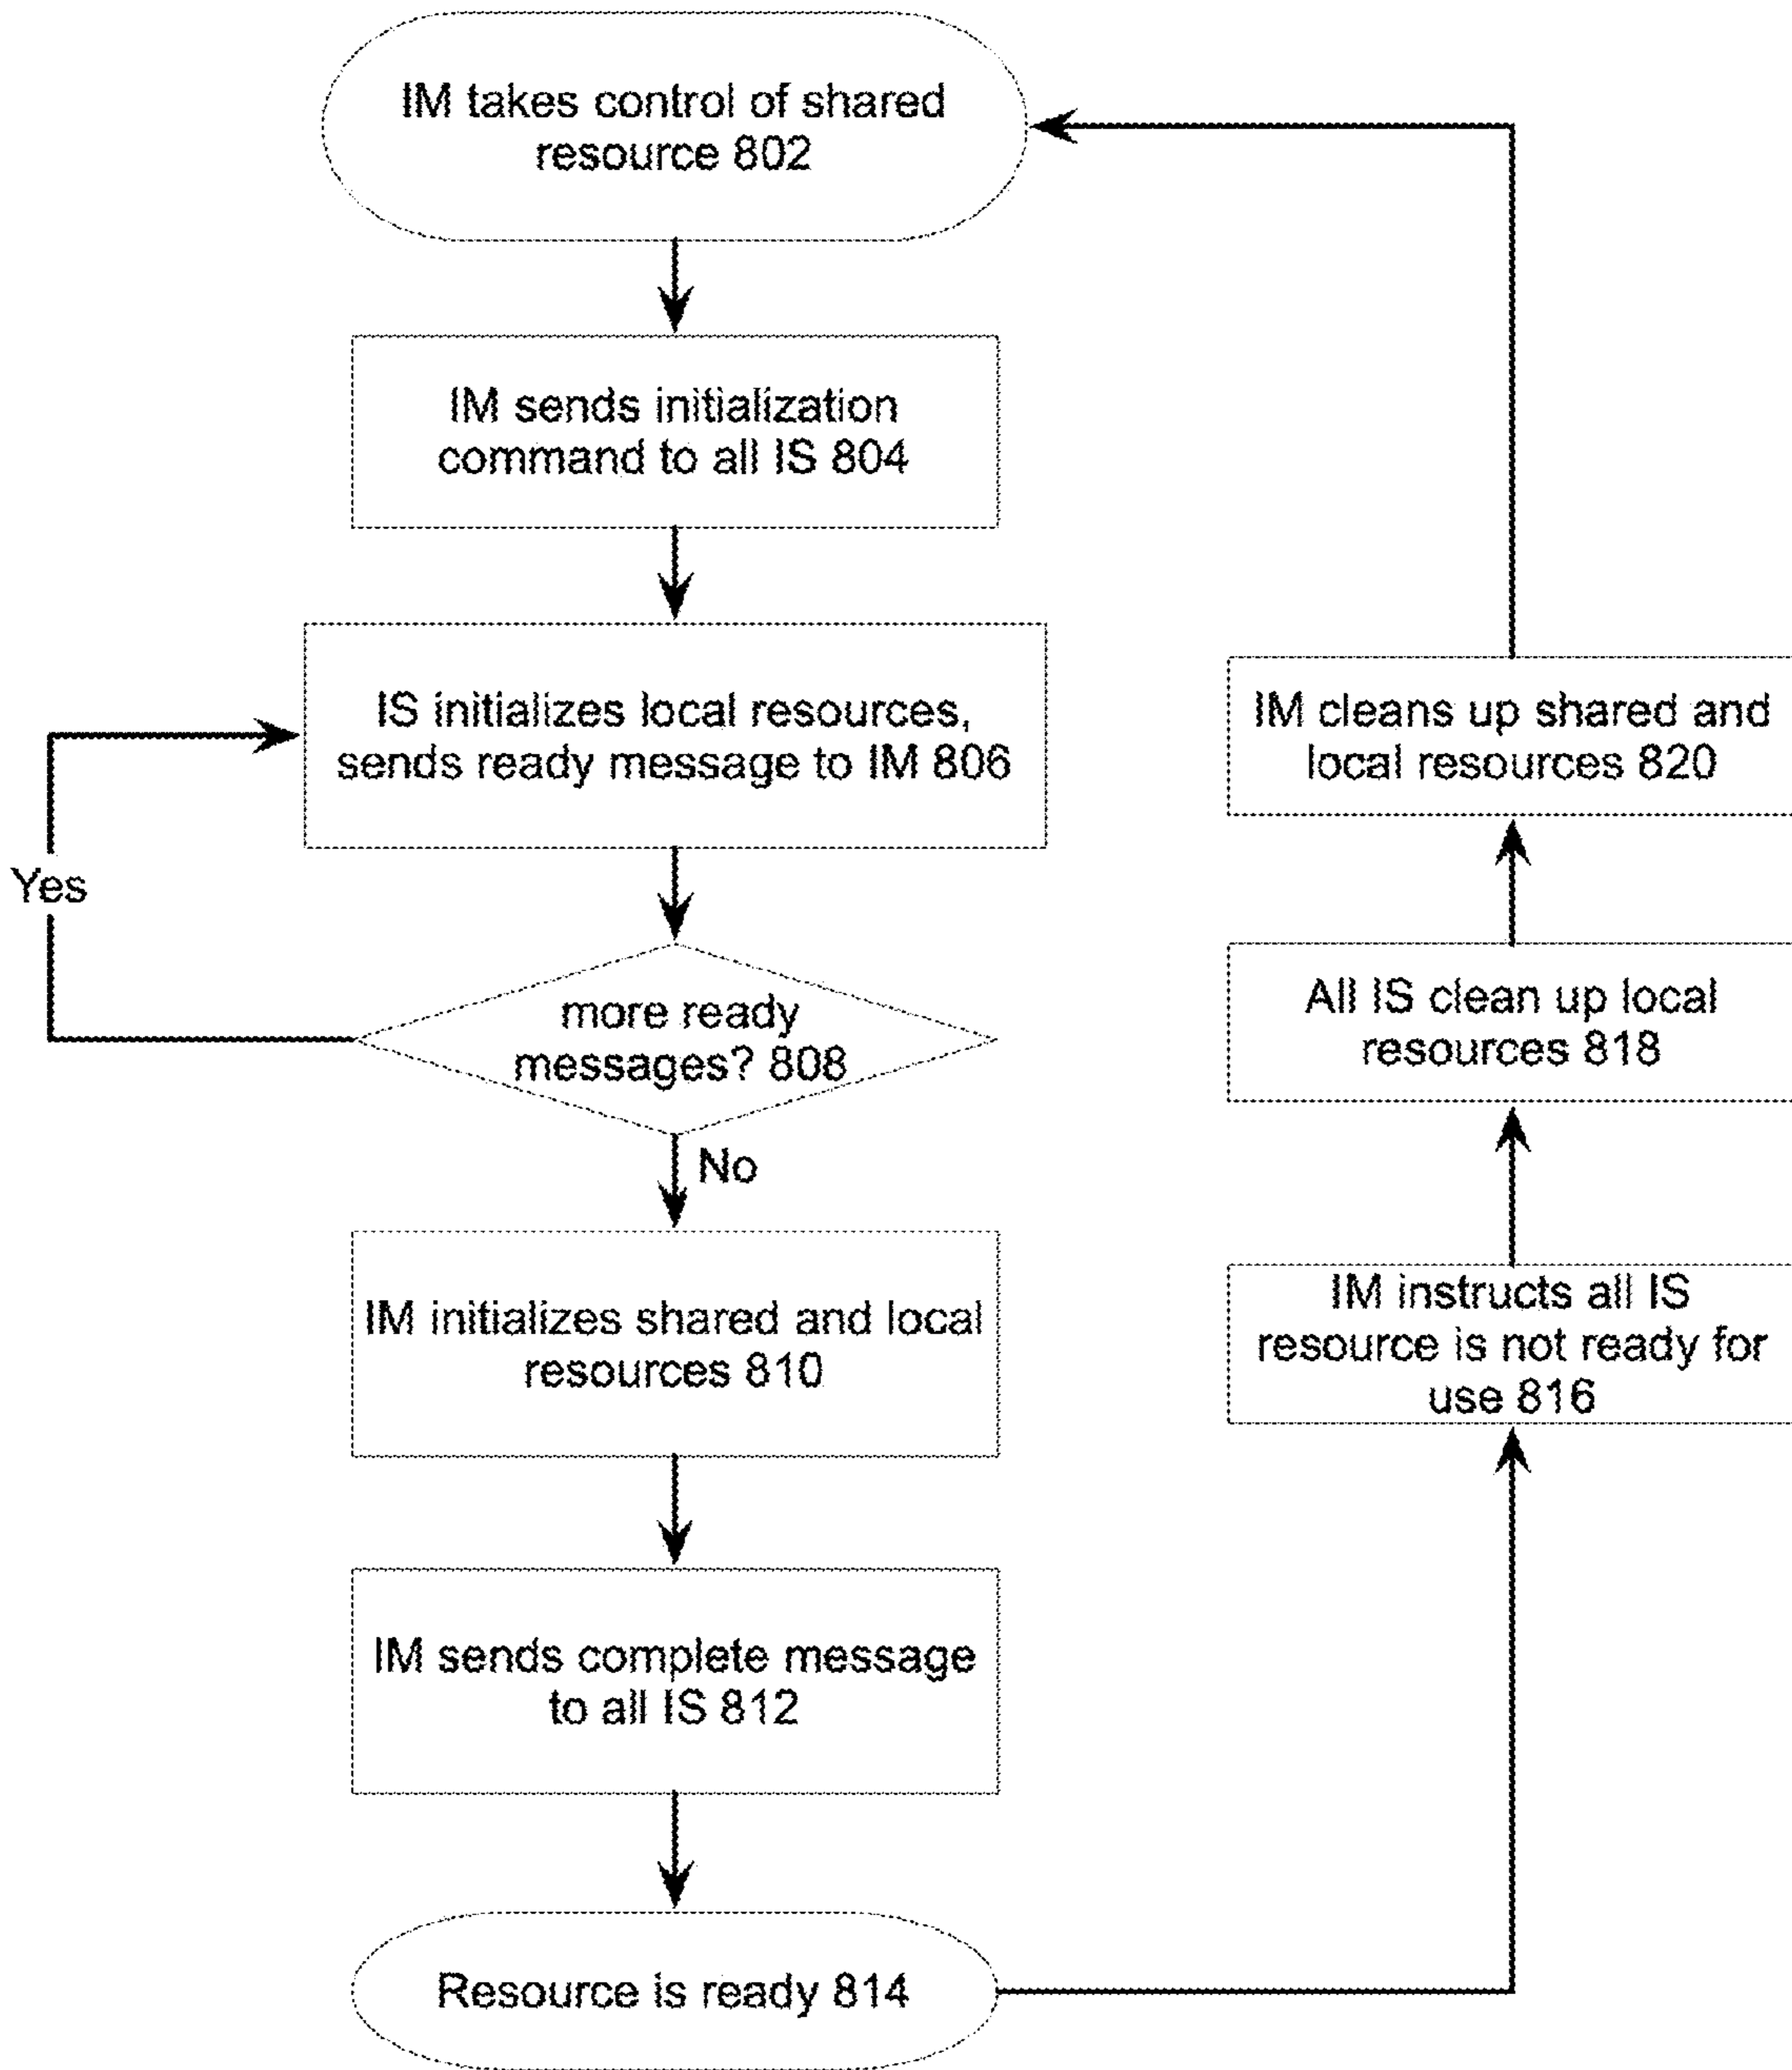 IM takes control of shared
resource 802
IM sends initialization
command to all IS 804
IS initializes local resources,
sends ready message to IM 806
Yes
more ready
messages? 808
No
IM initializes shared and local
resources 810
IM sends complete message
to all IS 812
Resource is ready 814
IM cleans up shared and
local resources 820
All IS clean up local
resources 818
IM instructs all IS
resource is not ready for
use 816